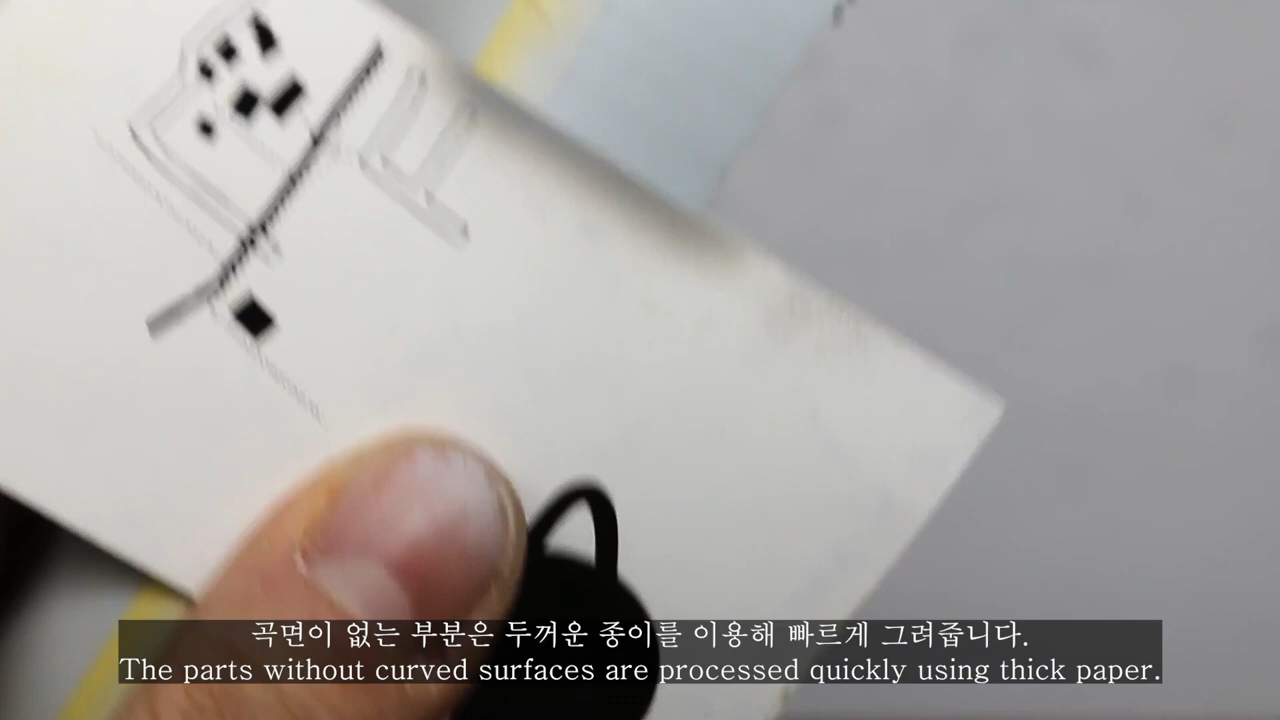 곡면이 없는 부분은 두꺼운 종이를 이용해 빠르게 그려줍니다.
The parts without curved surfaces are processed quickly using thick paper.